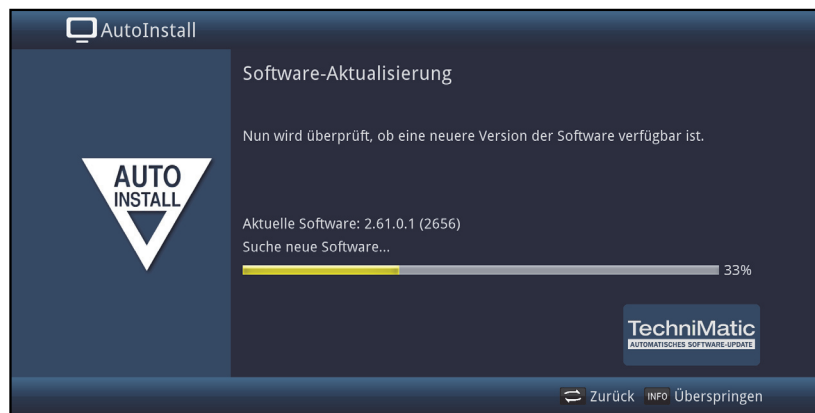 AutoInstall
Software-Aktualisierung
Nun wird überprüft, ob eine neuere Version der Software verfügbar ist.
AUTO
INSTALL
Aktuelle Software: 2.61.0.1 (2656)
Suche neue Software...
33%
TechniMatic
AUTOMATISCHES SOFTWARE-UPDATE
Zurück INFO Überspringen